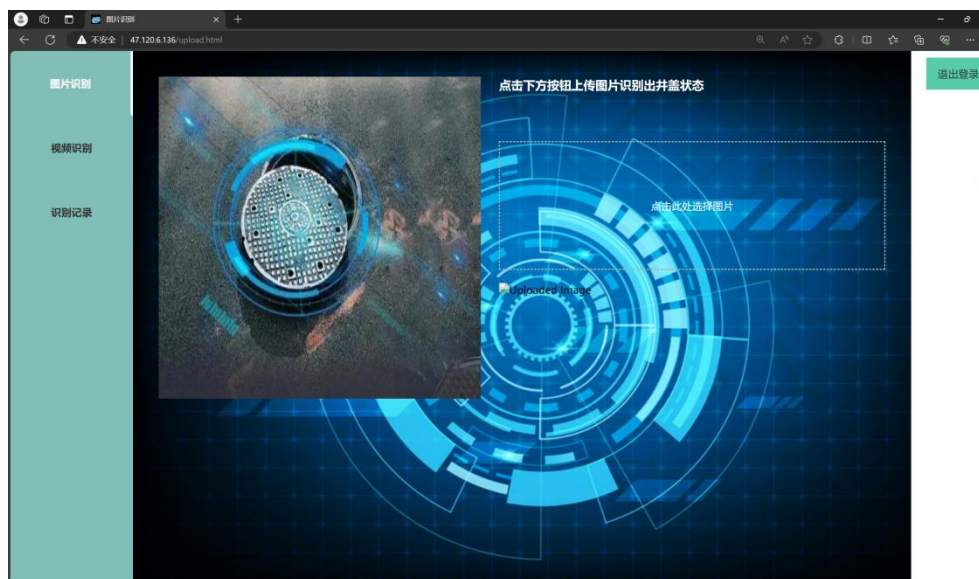 图片识别
不安全
47.120.6.136/upload.html
图片识别
视频识别
识别记录
点击下方按钮上传图片识别出井盖状态
点击此处选择图片
Uploaded Image
退出登录